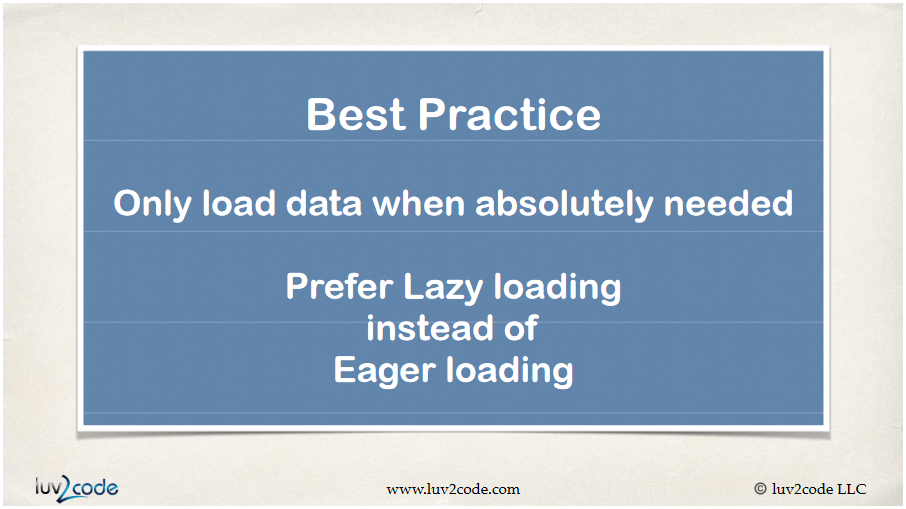 Best Practice
Only load data when absolutely needed
Prefer Lazy loading
instead of
Eager loading
luv2code
www.luv2code.com
© luv2code LLC